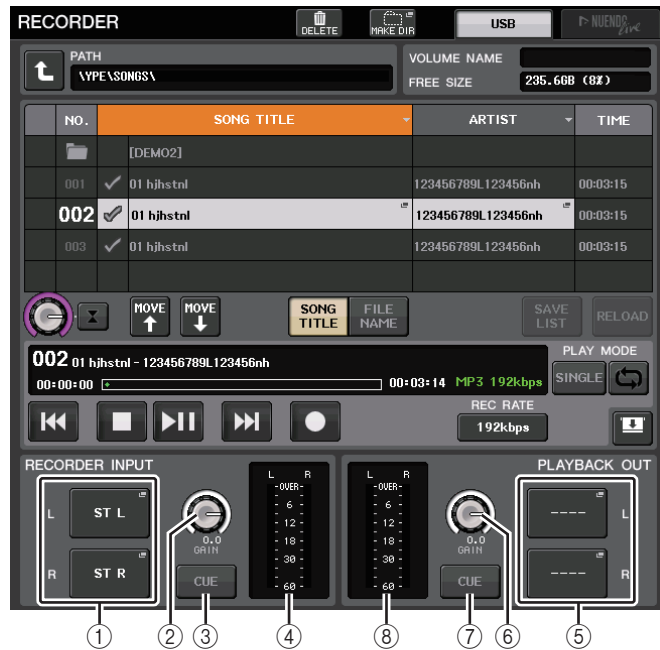 RECORDER
DELETE
MAKE DIR
USB
NUENDO Live
PATH
\YPE\SONGS\
VOLUME NAME
FREE SIZE 235.6GB (8%)
NO. SONG TITLE ARTIST TIME
[DEMO2]
001 01 hjhstnl 123456789L123456nh 00:03:15
002 01 hjhstnl 123456789L123456nh 00:03:15
003 01 hjhstnl 123456789L123456nh 00:03:15
MOVE
MOVE
SONG TITLE
FILE NAME
SAVE LIST
RELOAD
002 01 hjhstnl - 123456789L123456nh
00:00:00 00:03:14 MP3 192kbps
PLAY MODE
SINGLE
REC RATE
192kbps
RECORDER INPUT
L ST L
R ST R
0.0
GAIN
CUE
L R
-OVER-
- 6 -
- 12 -
- 18 -
- 30 -
- 60 -
L R
-OVER-
- 6 -
- 12 -
- 18 -
- 30 -
- 60 -
0.0
GAIN
CUE
PLAYBACK OUT
---- L
---- R
① ② ③ ④ ⑧ ⑦ ⑥ ⑤